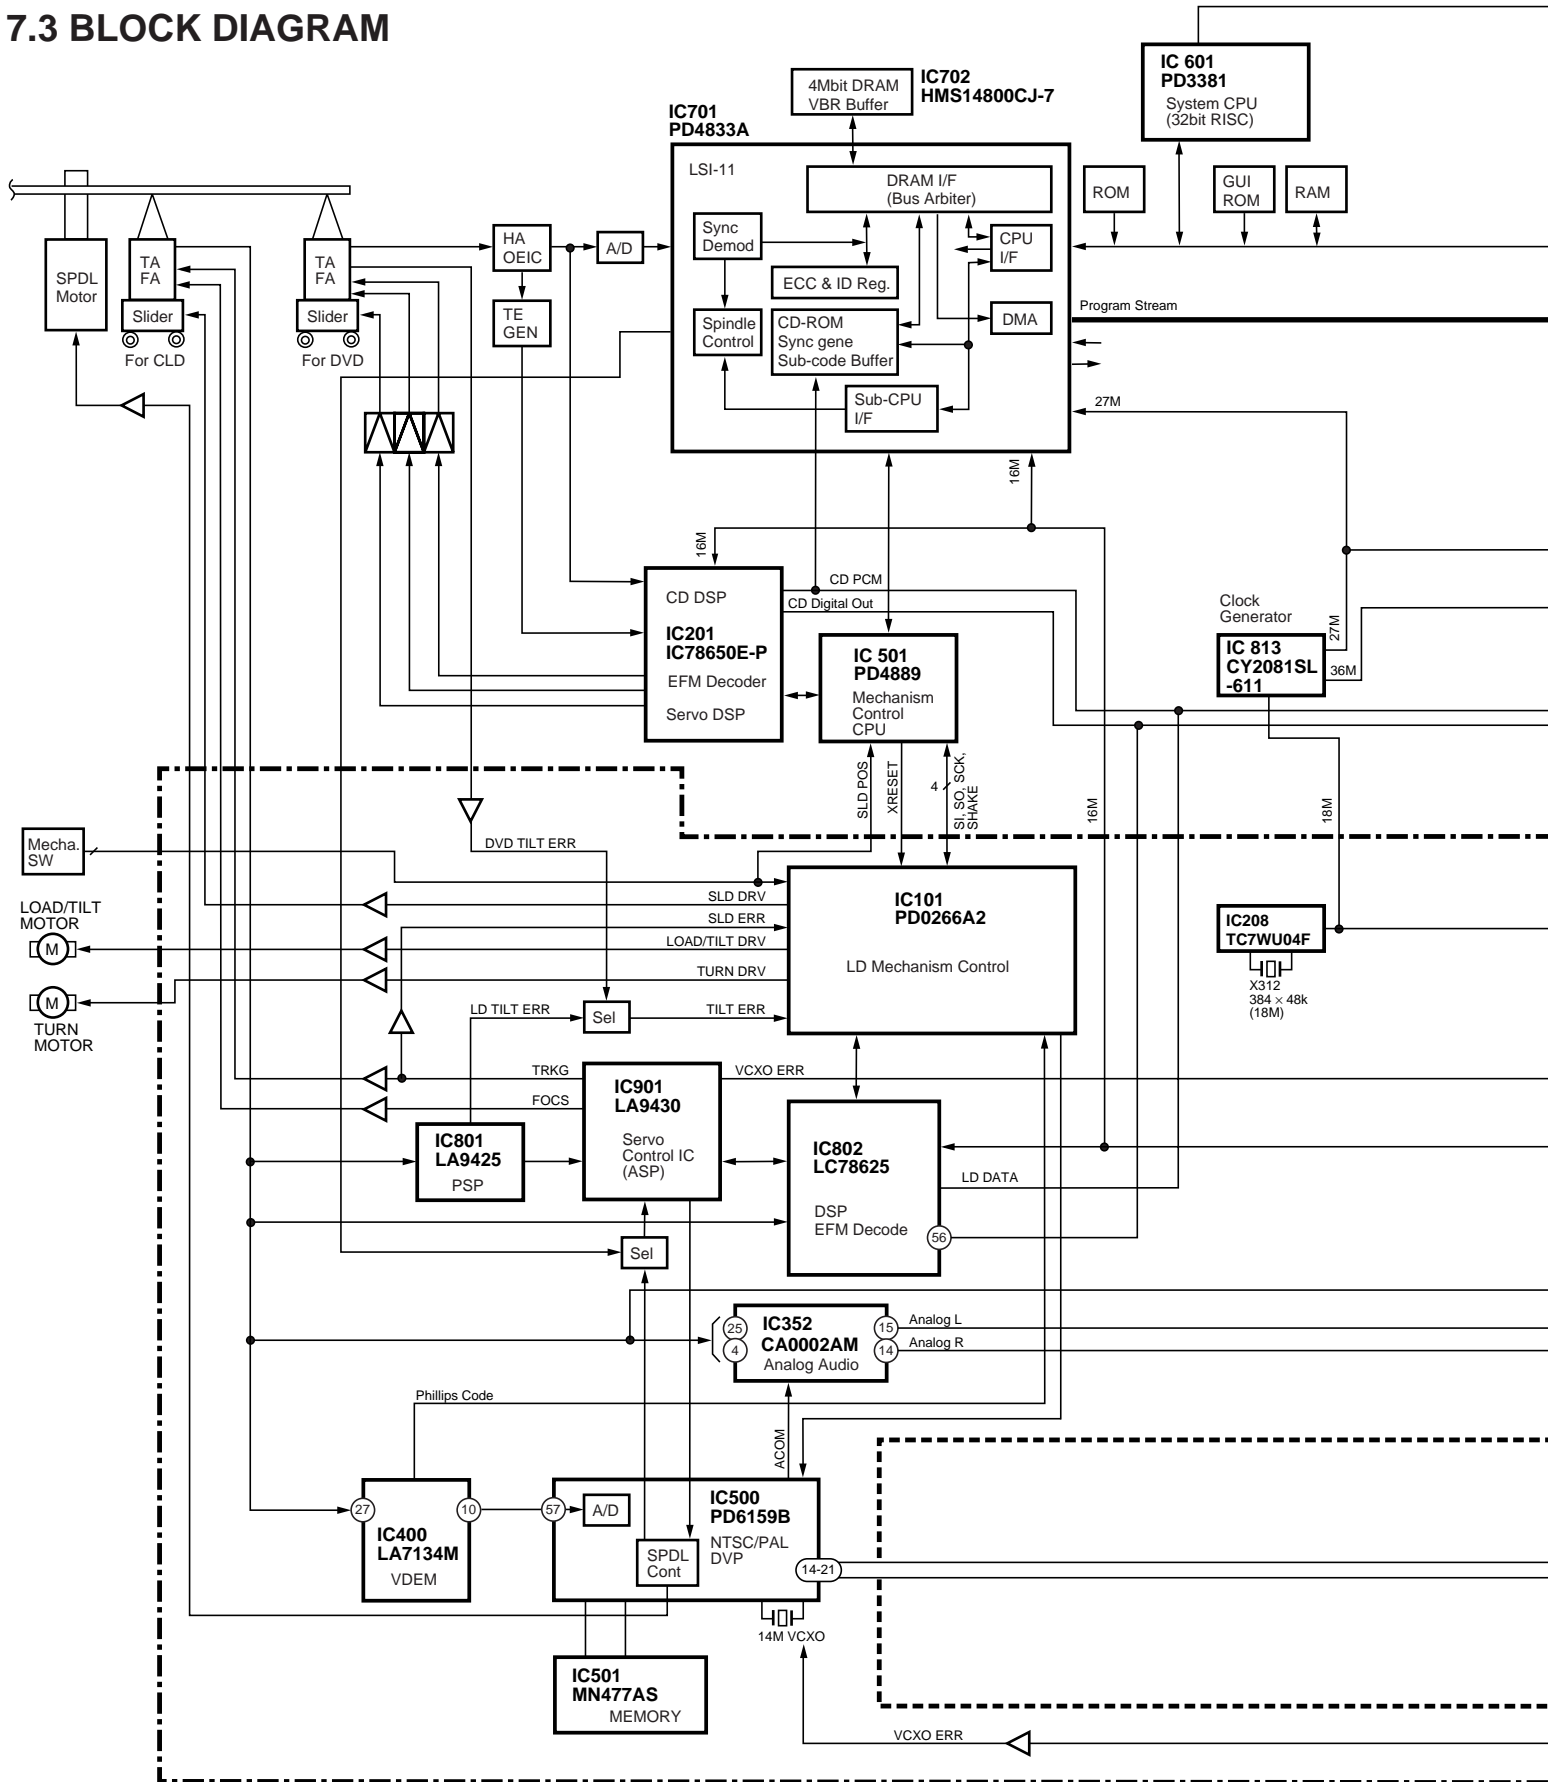 7.3 BLOCK DIAGRAM
IC 601
PD3381
System CPU
(32bit RISC)
4Mbit DRAM
VBR Buffer
IC702
HMS14800CJ-7
IC701
PD4833A
LSI-11
DRAM I/F
(Bus Arbiter)
Sync
Demod
CPU
I/F
ECC & ID Reg.
Spindle
Control
CD-ROM
Sync gene
Sub-code Buffer
DMA
Sub-CPU
I/F
ROM
GUI
ROM
RAM
Program Stream
27M
16M
SPDL
Motor
TA
FA
Slider
For CLD
TA
FA
Slider
For DVD
HA
OEIC
A/D
TE
GEN
16M
CD DSP
IC201
IC78650E-P
EFM Decoder
Servo DSP
CD PCM
CD Digital Out
IC 501
PD4889
Mechanism
Control
CPU
Clock
Generator
IC 813
CY2081SL
-611
27M
36M
SLD POS
XRESET
4
SI, SO, SCK,
SHAKE
16M
18M
Mecha.
SW
DVD TILT ERR
LOAD/TILT
MOTOR
M
M
TURN
MOTOR
SLD DRV
SLD ERR
LOAD/TILT DRV
TURN DRV
LD TILT ERR
Sel
TILT ERR
IC101
PD0266A2
LD Mechanism Control
IC208
TC7WU04F
X312
384 × 48k
(18M)
TRKG
FOCS
IC901
LA9430
Servo
Control IC
(ASP)
VCXO ERR
IC801
LA9425
PSP
IC802
LC78625
DSP
EFM Decode
LD DATA
56
Sel
25
4
IC352
CA0002AM
Analog Audio
15
14
Analog L
Analog R
Phillips Code
ACOM
27
10
IC400
LA7134M
VDEM
57
A/D
IC500
PD6159B
NTSC/PAL
DVP
SPDL
Cont
14-21
14M VCXO
IC501
MN477AS
MEMORY
VCXO ERR